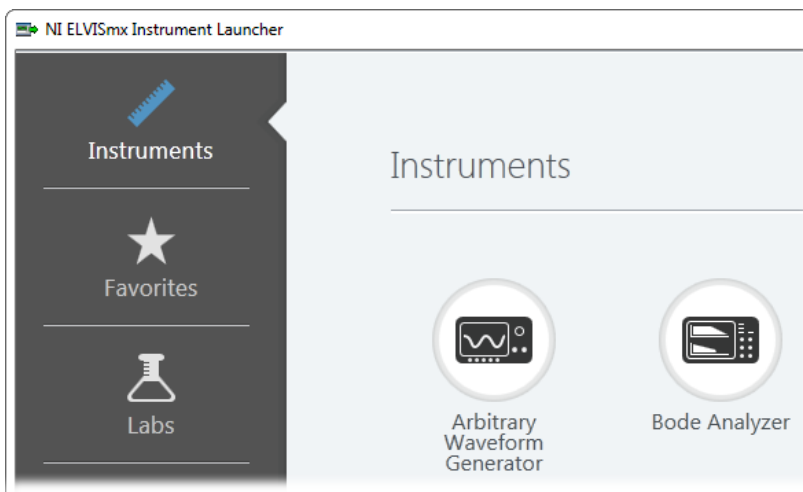 NI ELVISmx Instrument Launcher
Instruments
Favorites
Labs
Instruments
Arbitrary
Waveform
Generator
Bode Analyzer